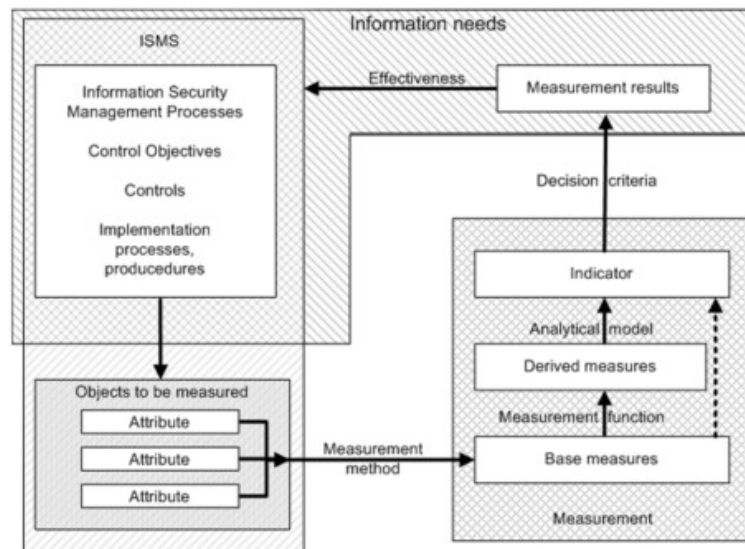 Information needs
ISMS
Information Security
Management Processes
Control Objectives
Controls
Implementation
processes,
producedures
Effectiveness
Measurement results
Decision criteria
Indicator
Analytical model
Derived measures
Measurement function
Base measures
Measurement
Objects to be measured
Attribute
Attribute
Attribute
Measurement
method